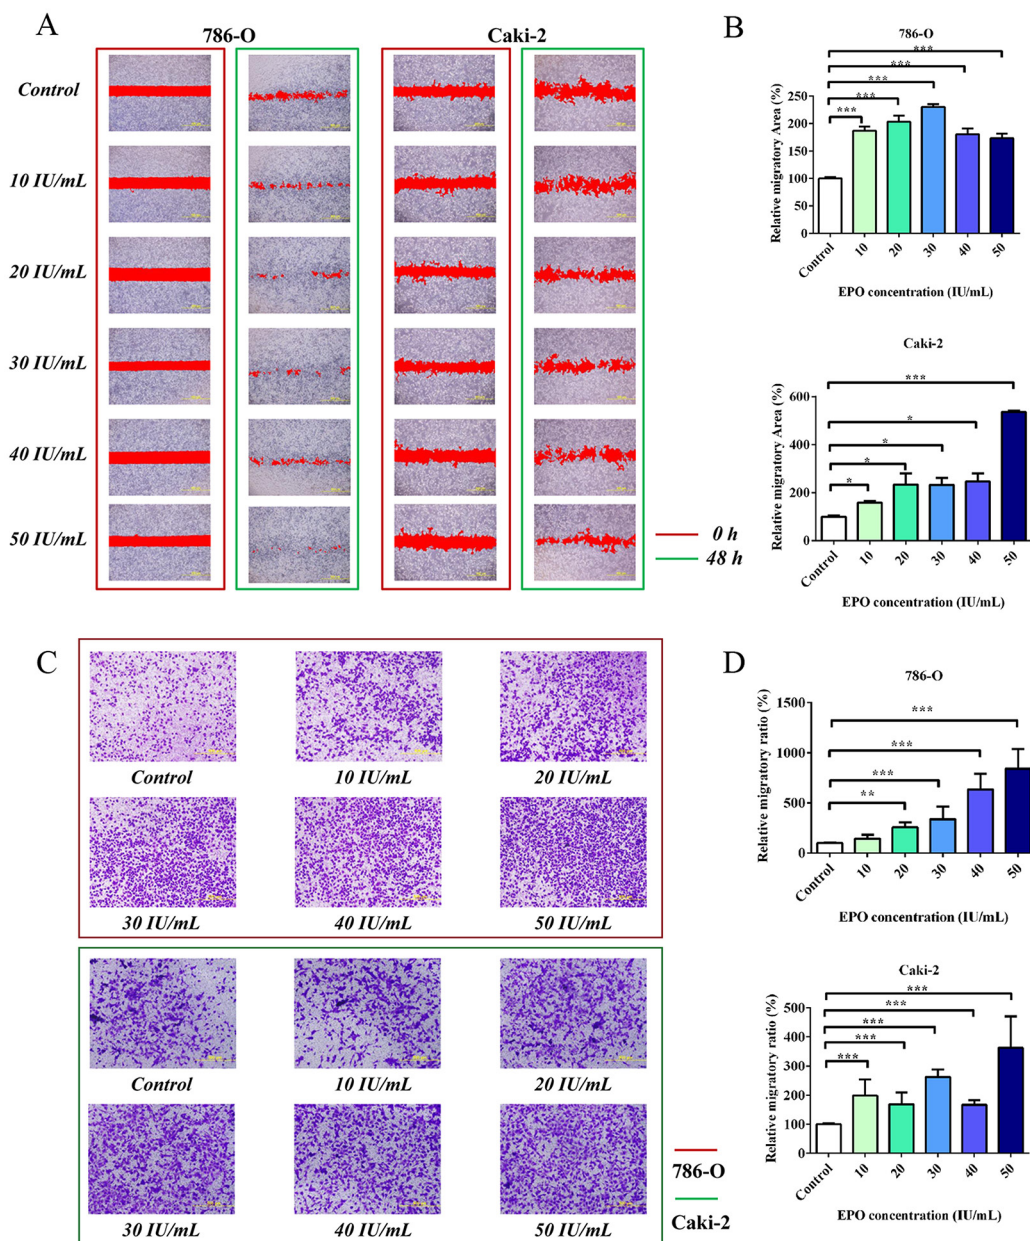 A
786-O
Caki-2
Control
10 IU/mL
20 IU/mL
30 IU/mL
40 IU/mL
50 IU/mL
0 h
48 h
B
786-O
Relative migratory Area (%)
250
200
150
100
50
0
***
***
***
***
***
Control
10
20
30
40
50
EPO concentration (IU/mL)
Caki-2
Relative migratory Area (%)
600
400
200
0
***
*
*
*
*
Control
10
20
30
40
50
EPO concentration (IU/mL)
C
Control
10 IU/mL
20 IU/mL
30 IU/mL
40 IU/mL
50 IU/mL
Control
10 IU/mL
20 IU/mL
30 IU/mL
40 IU/mL
50 IU/mL
786-O
Caki-2
D
786-O
Relative migratory ratio (%)
1500
1000
500
0
***
***
***
**
Control
10
20
30
40
50
EPO concentration (IU/mL)
Caki-2
Relative migratory ratio (%)
500
400
300
200
100
0
***
***
***
***
***
Control
10
20
30
40
50
EPO concentration (IU/mL)